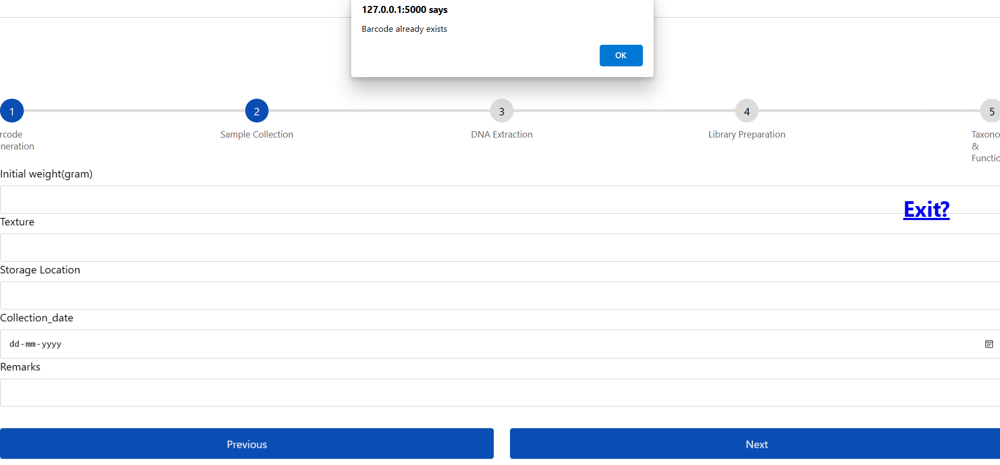 127.0.0.1:5000 says
Barcode already exists
OK
1
2
3
4
5
rcode
neration
Sample Collection
DNA Extraction
Library Preparation
Taxono
&
Functio
Initial weight(gram)
Exit?
Texture
Storage Location
Collection_date
dd-mm-yyyy
Remarks
Previous
Next